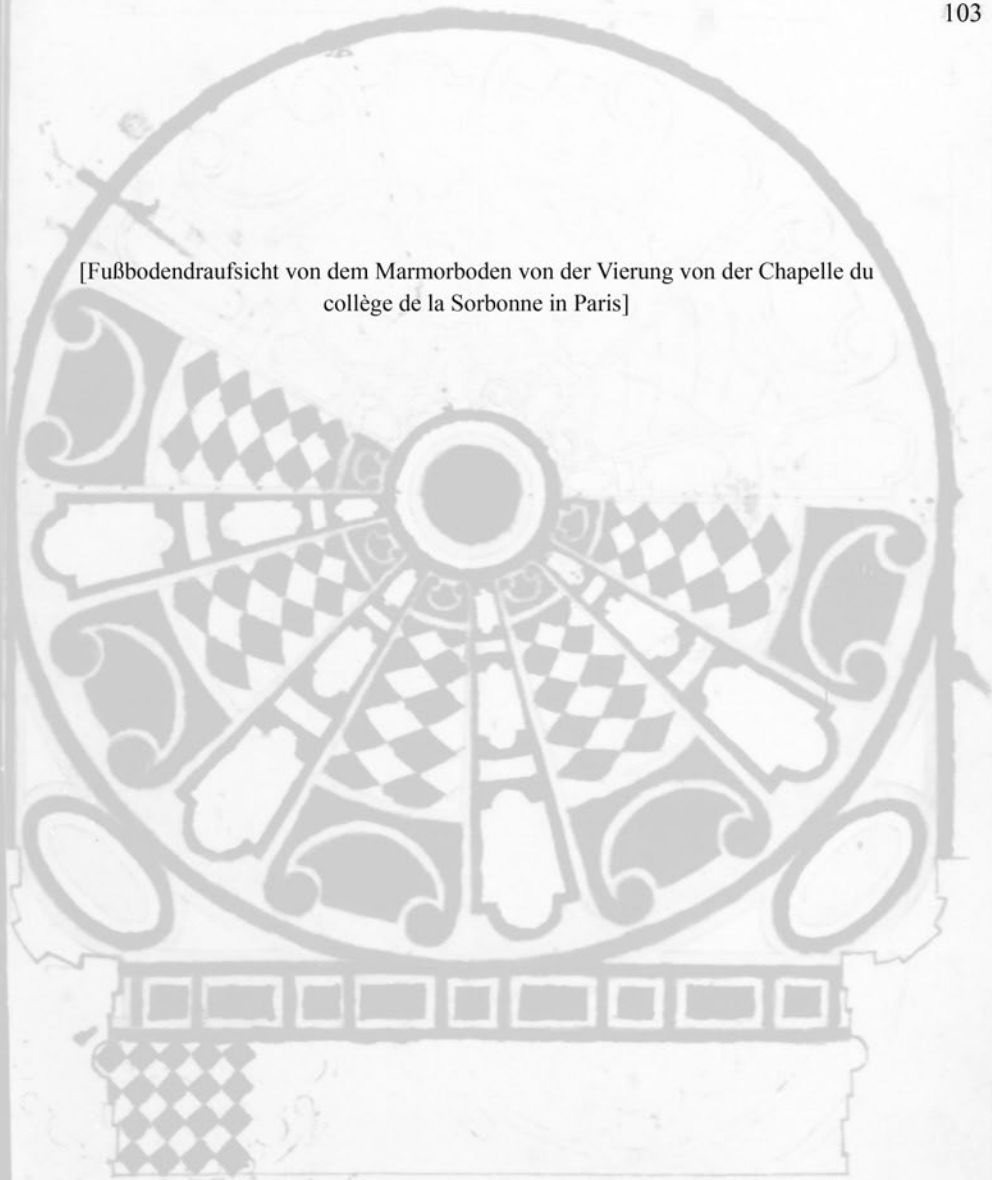 103
[Fußbodendraufsicht von dem Marmorboden von der Vierung von der Chapelle du
collège de la Sorbonne in Paris]